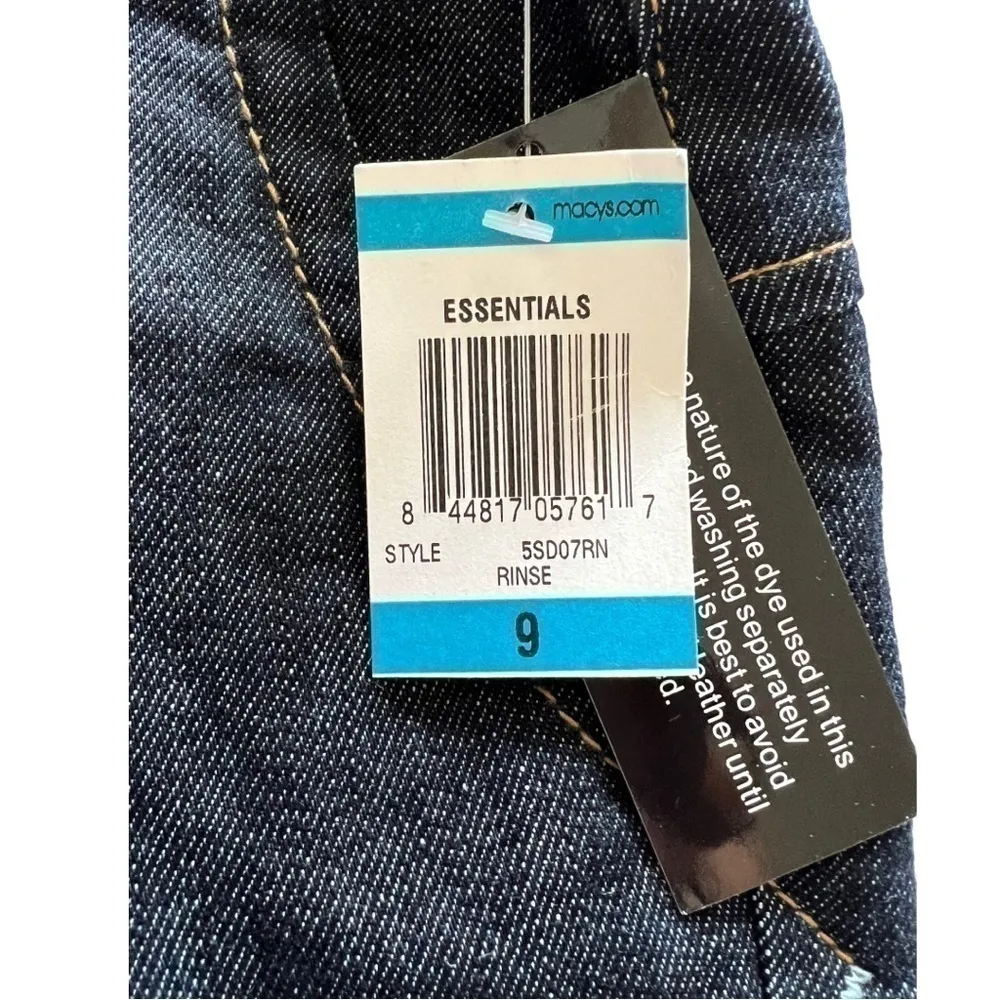 macys.com
ESSENTIALS
8 44817 05761 7
STYLE 5SD07RN
RINSE
9
nature of the dye used in this
washing separately
It is best to avoid
leather until